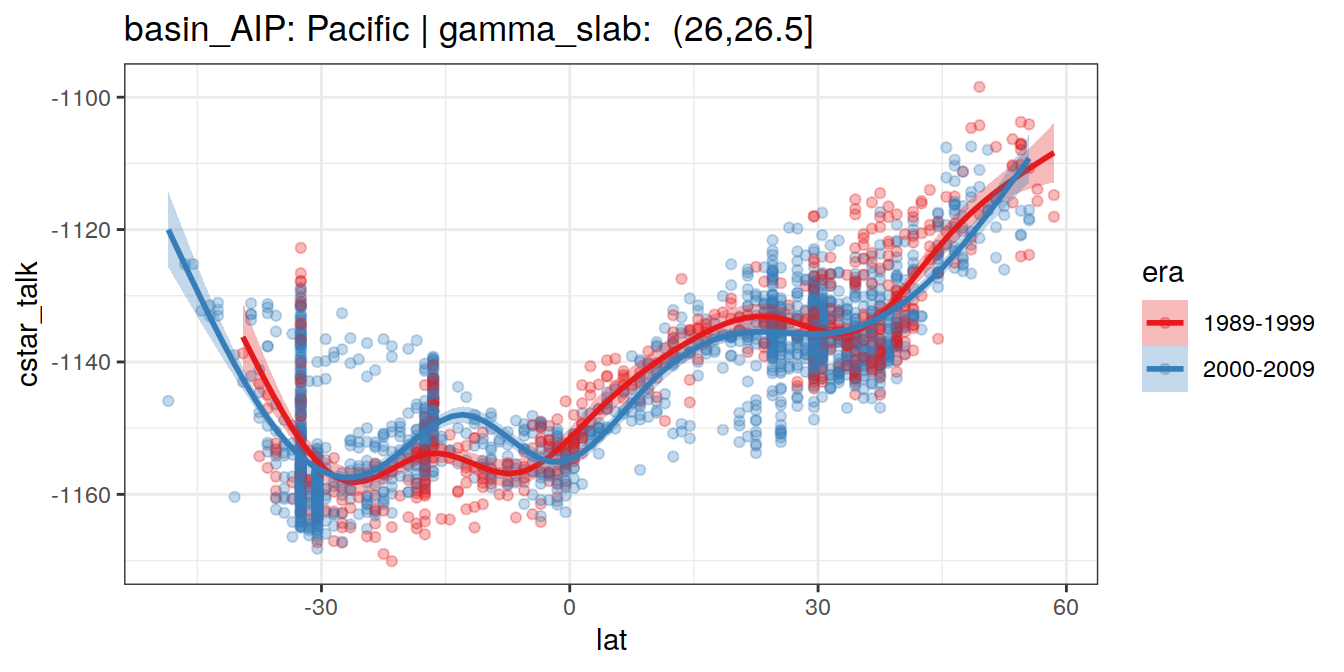 basin_AIP: Pacific | gamma_slab:  (26,26.5]
cstar_talk
-1100
-1120
-1140
-1160
-30
0
30
60
lat
era
1989-1999
2000-2009